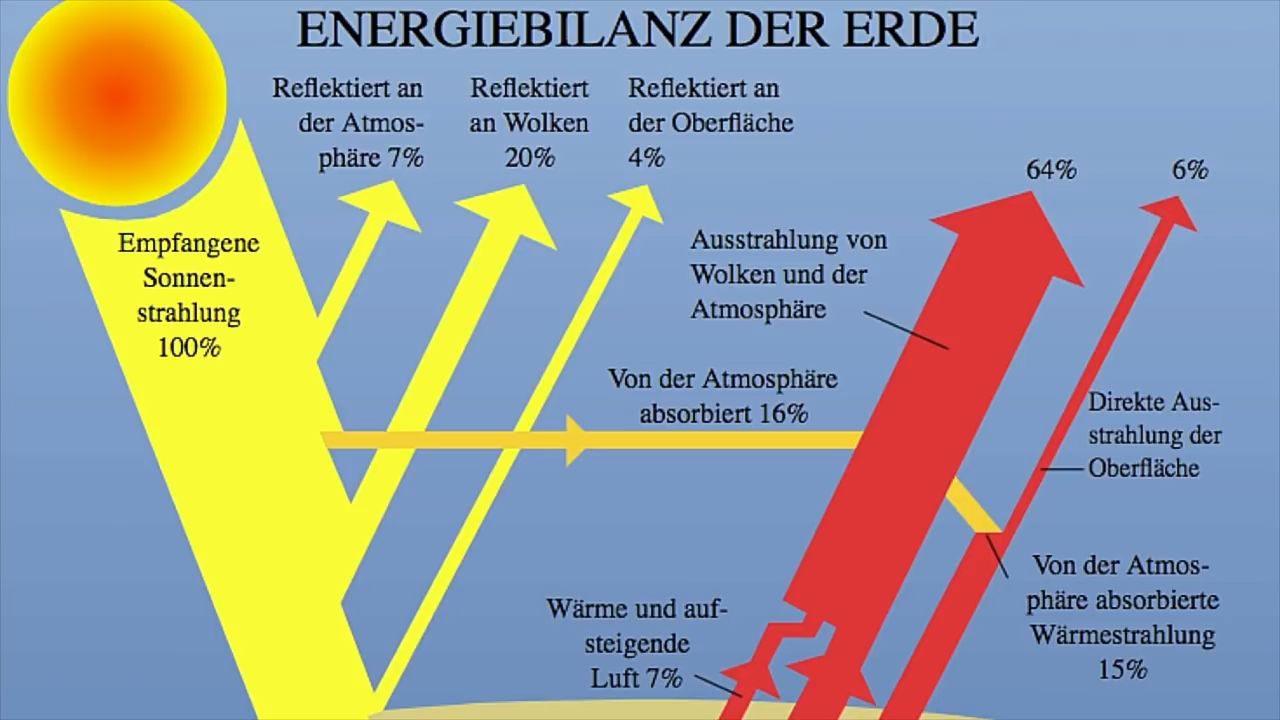 ENERGIEBILANZ DER ERDE
Reflektiert an
der Atmos-
phäre 7%
Reflektiert
an Wolken
20%
Reflektiert an
der Oberfläche
4%
64%
6%
Empfangene
Sonnen-
strahlung
100%
Ausstrahlung von
Wolken und der
Atmosphäre
Von der Atmosphäre
absorbiert 16%
Direkte Aus-
strahlung der
Oberfläche
Von der Atmos-
phäre absorbierte
Wärmestrahlung
15%
Wärme und auf-
steigende
Luft 7%